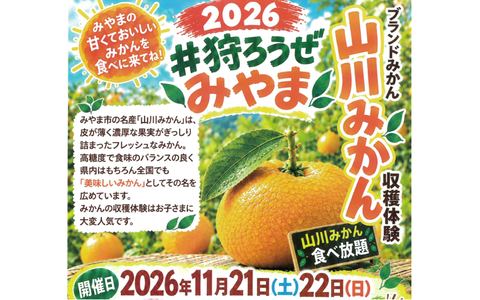 みやまの
甘くておいしい
みかんを
食べに来てね!
2026
#狩ろうぜ
みやま
ブランドみかん
山川みかん
収穫体験
みやま市の名産「山川みかん」は、
皮が薄く濃厚な果実がぎっしり
詰まったフレッシュなみかん。
高糖度で食味のバランスの良く
県内はもちろん全国でも
「美味しいみかん」としてその名を
広めています。
みかんの収穫体験はお子さまに
大変人気です。
山川みかん
食べ放題
開催日 2026年11月21日(土)22日(日)